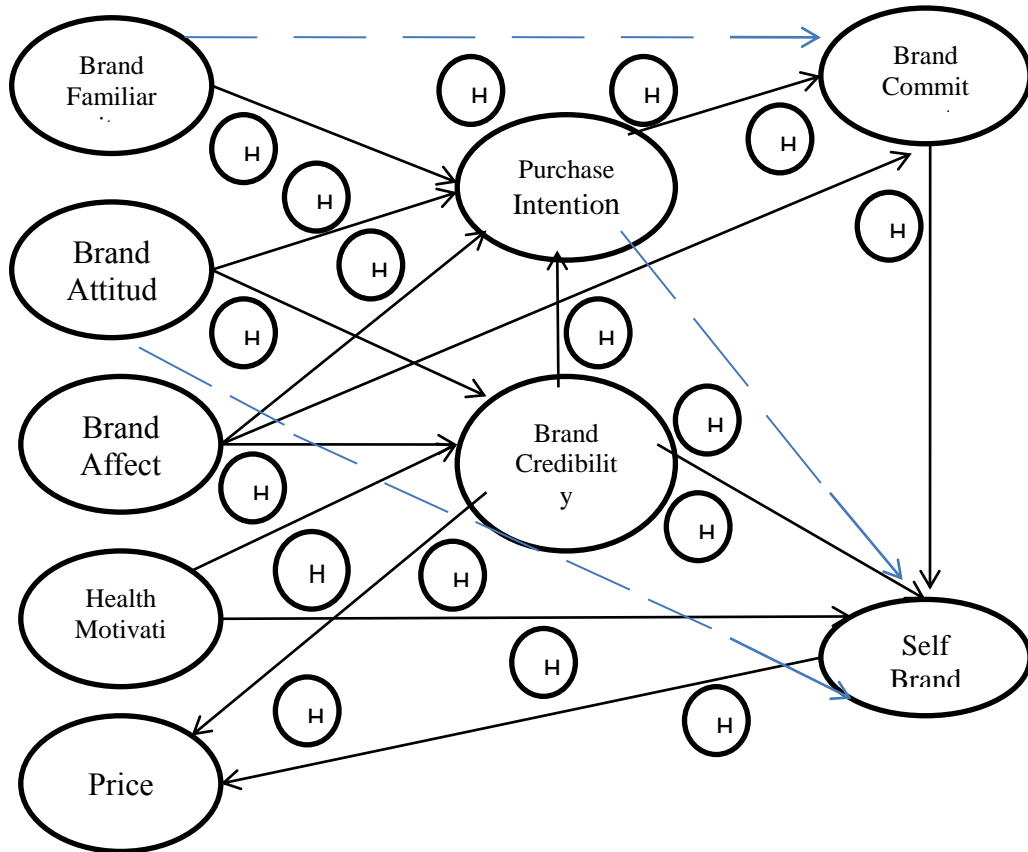 Brand
Familiar
Brand
Commit
H
H
H
H
Purchase
Intention
H
H
H
Brand
Attitud
H
H
H
Brand
Affect
Brand
Credibilit
y
H
H
H
H
H
Health
Motivati
H
Self
Brand
H
H
Price